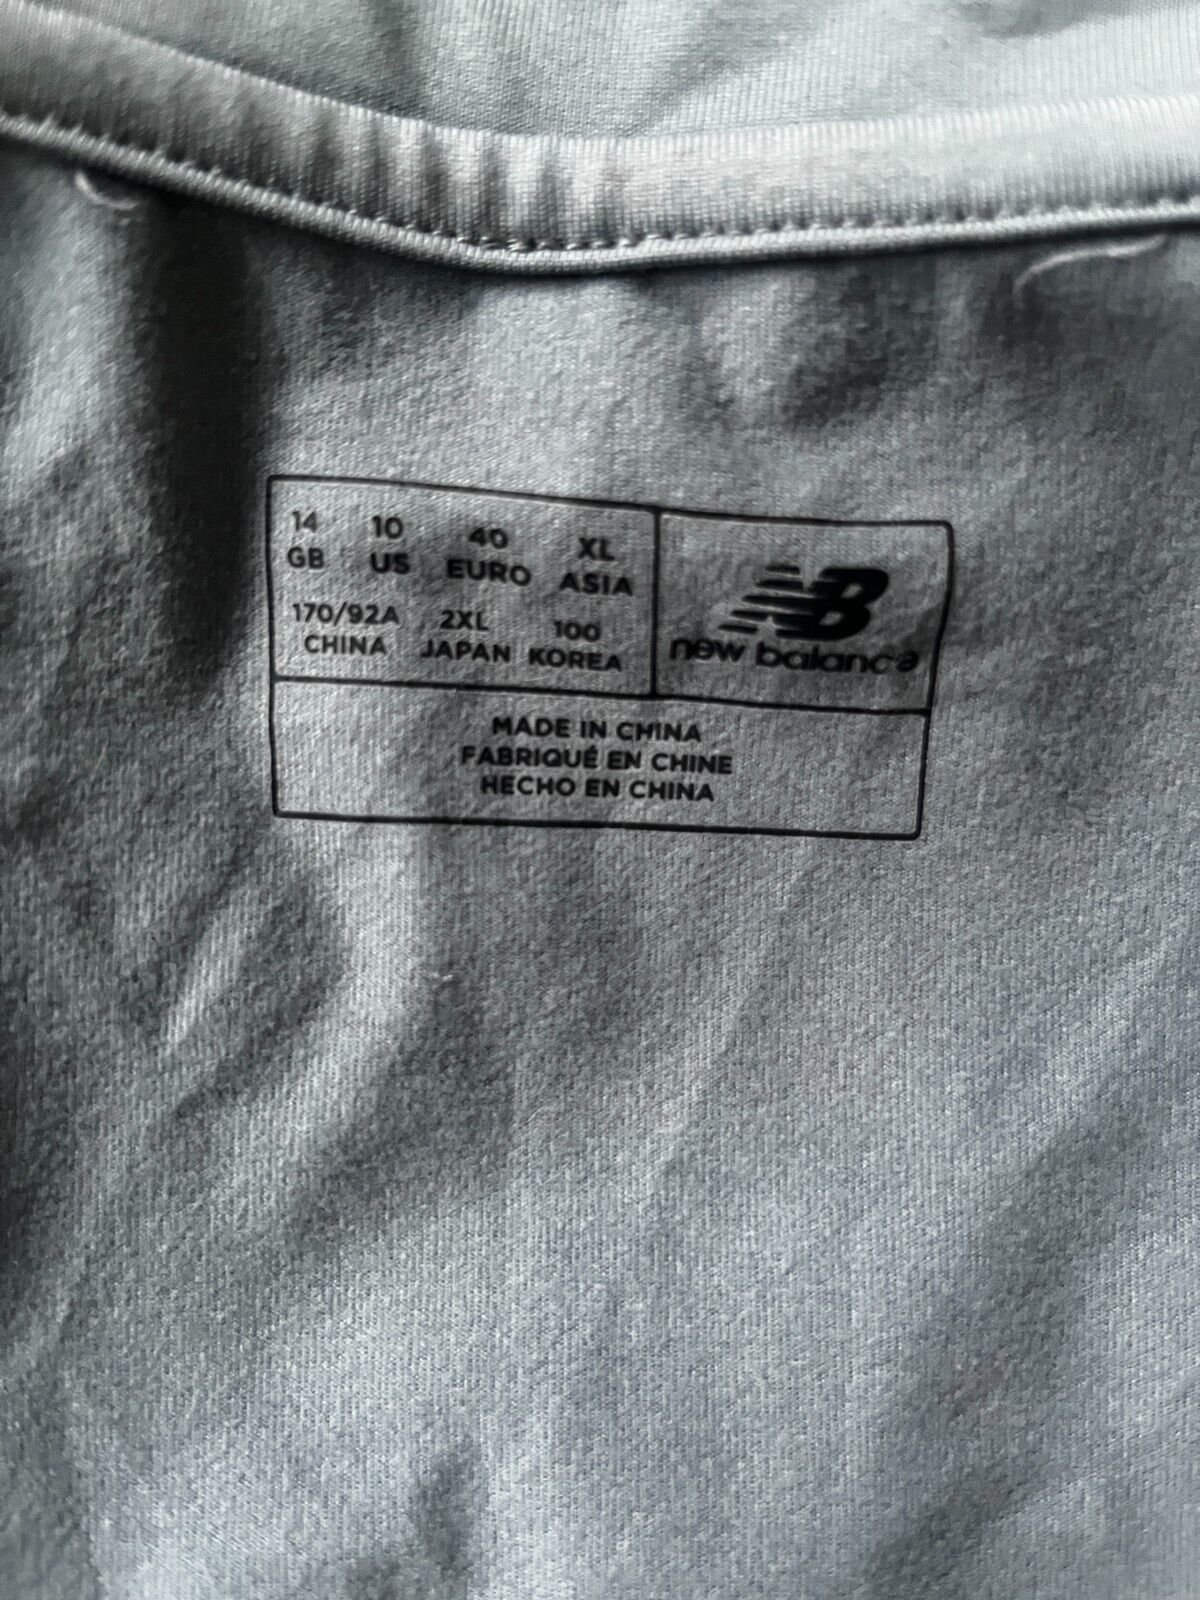 14 10 40 XL
GB US EURO ASIA
170/92A 2XL 100
CHINA JAPAN KOREA
NB
new balance
MADE IN CHINA
FABRIQUÉ EN CHINE
HECHO EN CHINA